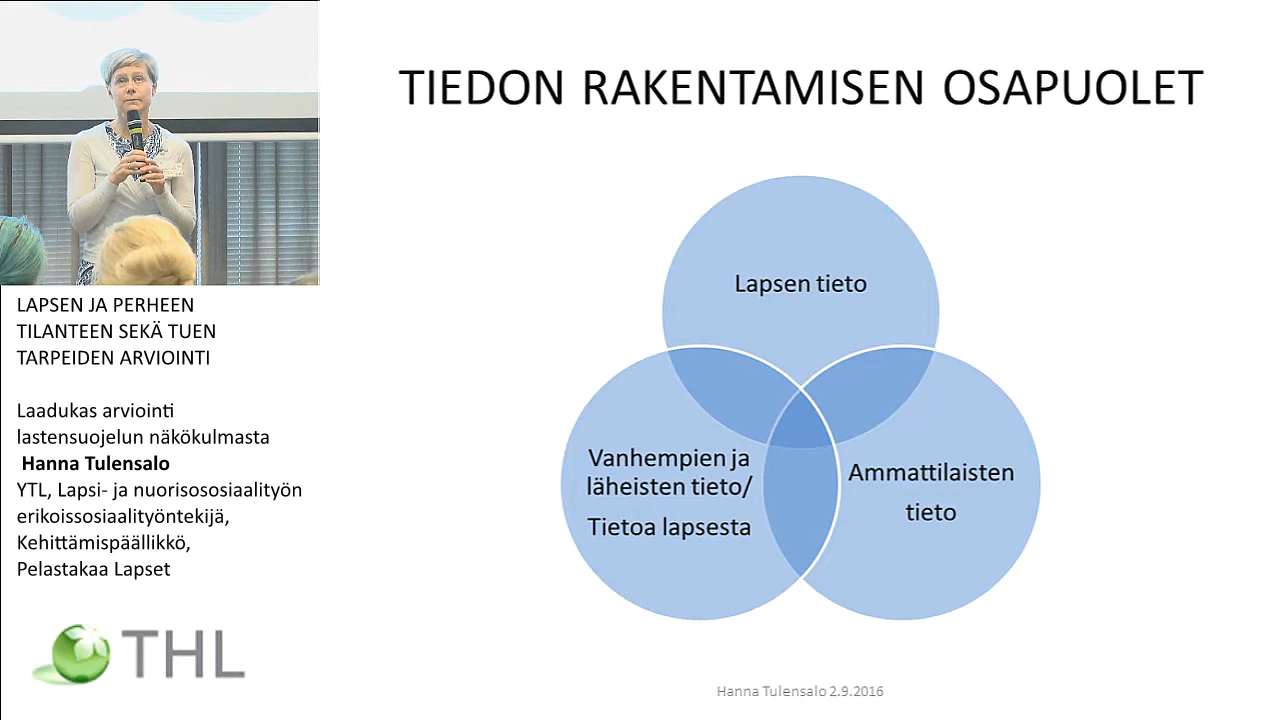 TIEDON RAKENTAMISEN OSAPUOLET
Lapsen tieto
Vanhempien ja
läheisten tieto/
Tietoa lapsesta
Ammattilaisten
tieto
LAPSEN JA PERHEEN
TILANTEEN SEKÄ TUEN
TARPEIDEN ARVIOINTI
Laadukas arviointi
lastensuojelun näkökulmasta
Hanna Tulensalo
YTL, Lapsi- ja nuorisososiaalityön
erikoissosiaalityöntekijä,
Kehittämispäällikkö,
Pelastakaa Lapset
THL
Hanna Tulensalo 2.9.2016